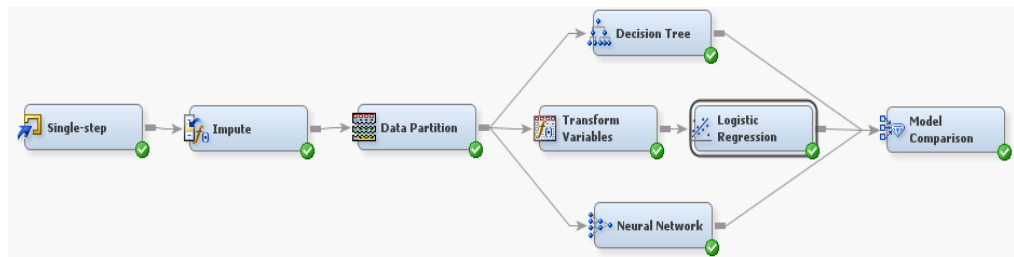 Decision Tree
Single-step
Impute
Data Partition
Transform
Variables
Logistic
Regression
Model
Comparison
Neural Network